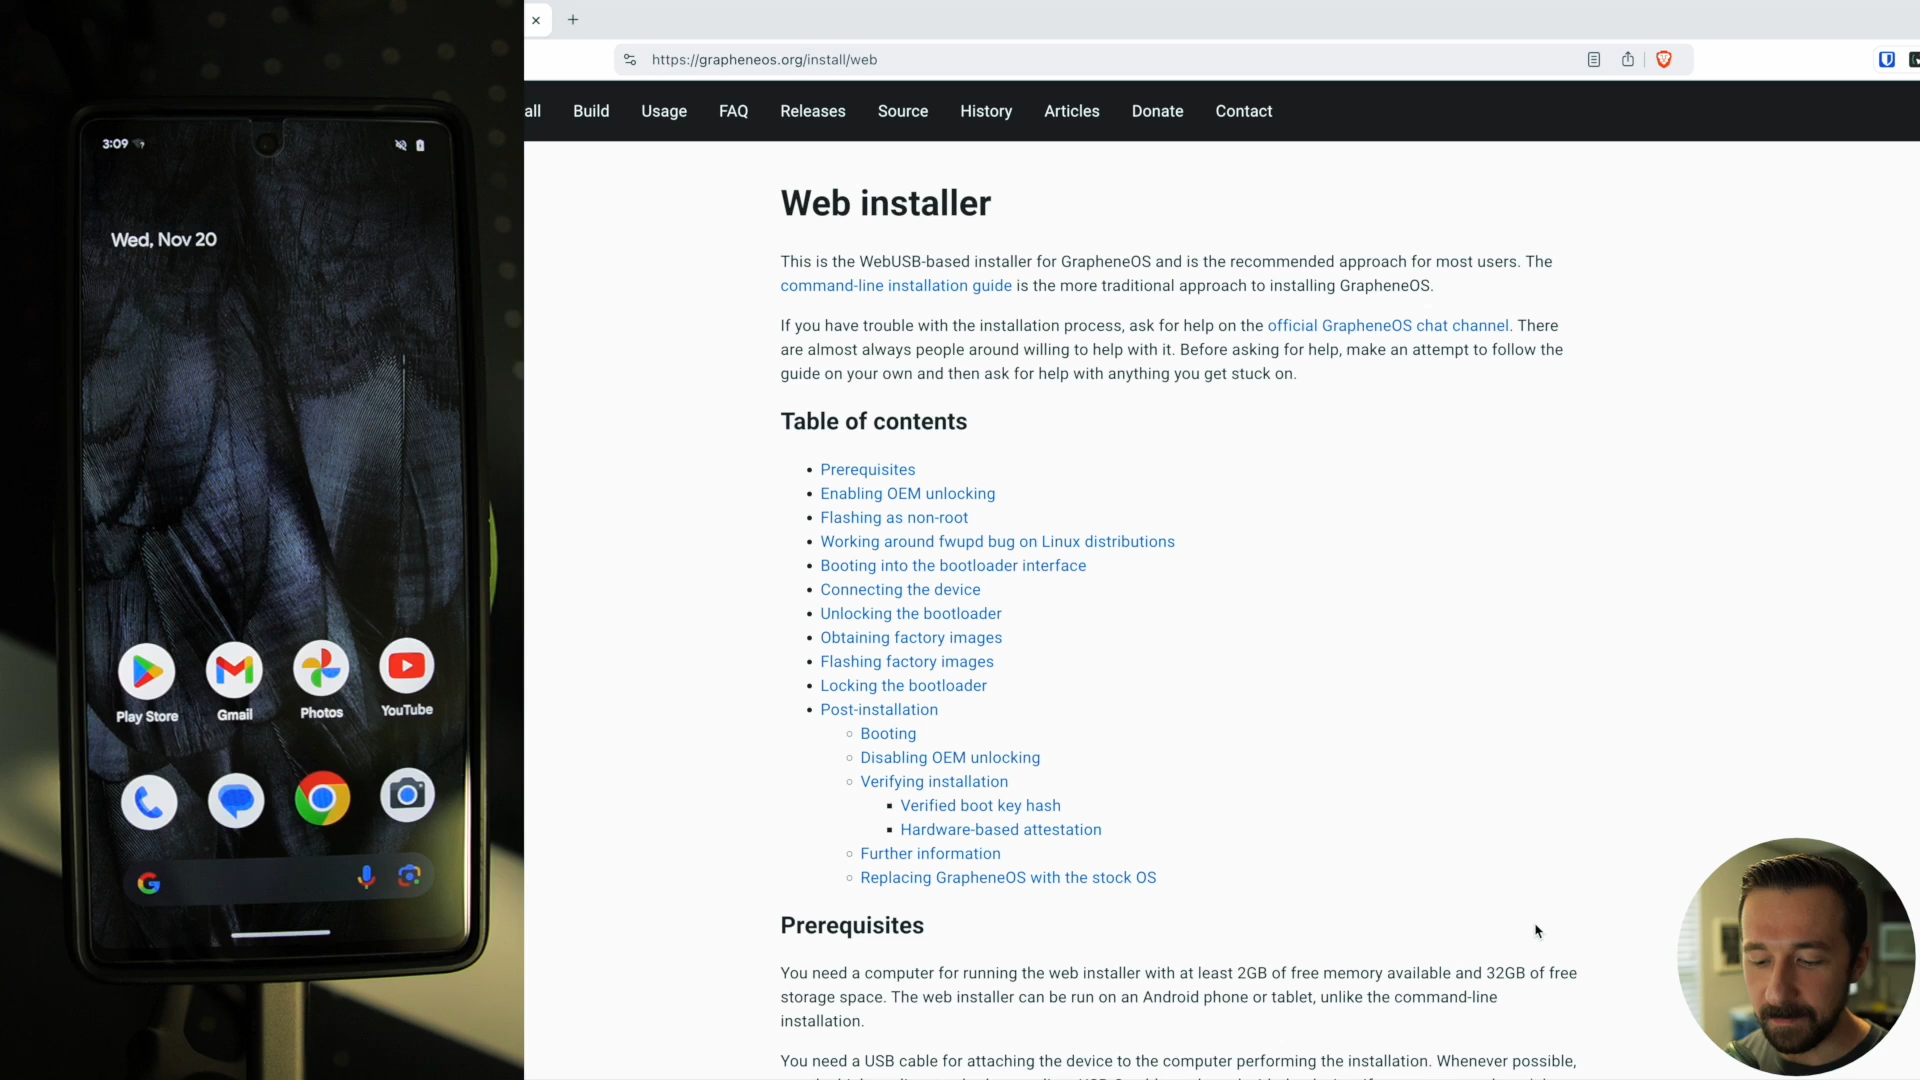 3:09
Wed, Nov 20
Play Store
Gmail
Photos
YouTube
https://grapheneos.org/install/web
all
Build
Usage
FAQ
Releases
Source
History
Articles
Donate
Contact
Web installer
This is the WebUSB-based installer for GrapheneOS and is the recommended approach for most users. The
command-line installation guide is the more traditional approach to installing GrapheneOS.
If you have trouble with the installation process, ask for help on the official GrapheneOS chat channel. There
are almost always people around willing to help with it. Before asking for help, make an attempt to follow the
guide on your own and then ask for help with anything you get stuck on.
Table of contents
Prerequisites
Enabling OEM unlocking
Flashing as non-root
Working around fwupd bug on Linux distributions
Booting into the bootloader interface
Connecting the device
Unlocking the bootloader
Obtaining factory images
Flashing factory images
Locking the bootloader
Post-installation
Booting
Disabling OEM unlocking
Verifying installation
Verified boot key hash
Hardware-based attestation
Further information
Replacing GrapheneOS with the stock OS
Prerequisites
You need a computer for running the web installer with at least 2GB of free memory available and 32GB of free
storage space. The web installer can be run on an Android phone or tablet, unlike the command-line
installation.
You need a USB cable for attaching the device to the computer performing the installation. Whenever possible,